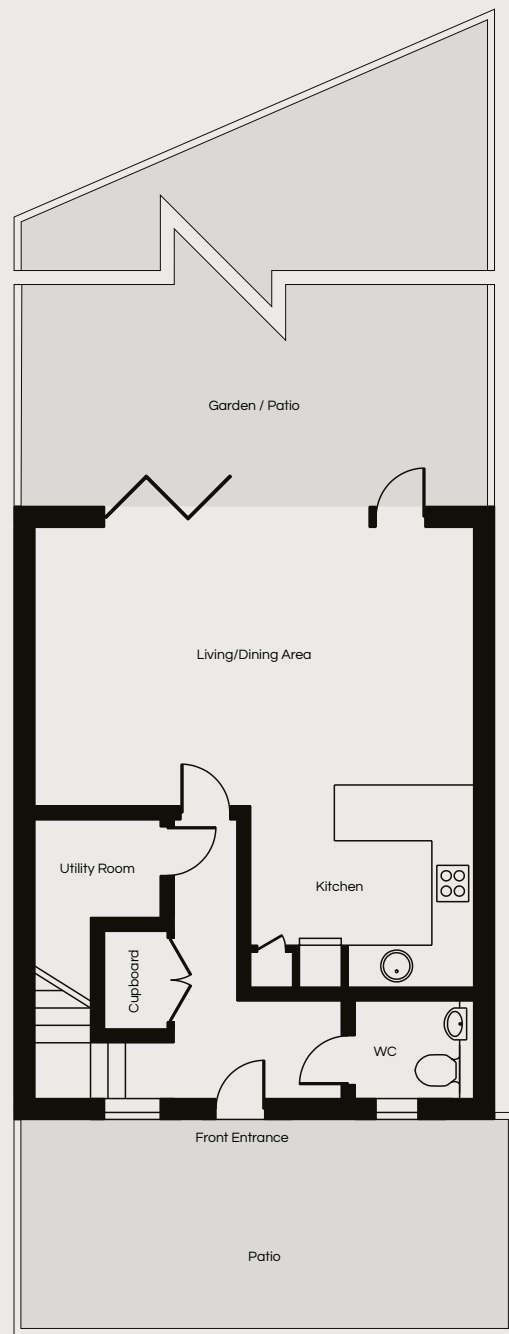 Garden / Patio
Living/Dining Area
Utility Room
Kitchen
Cupboard
WC
Front Entrance
Patio